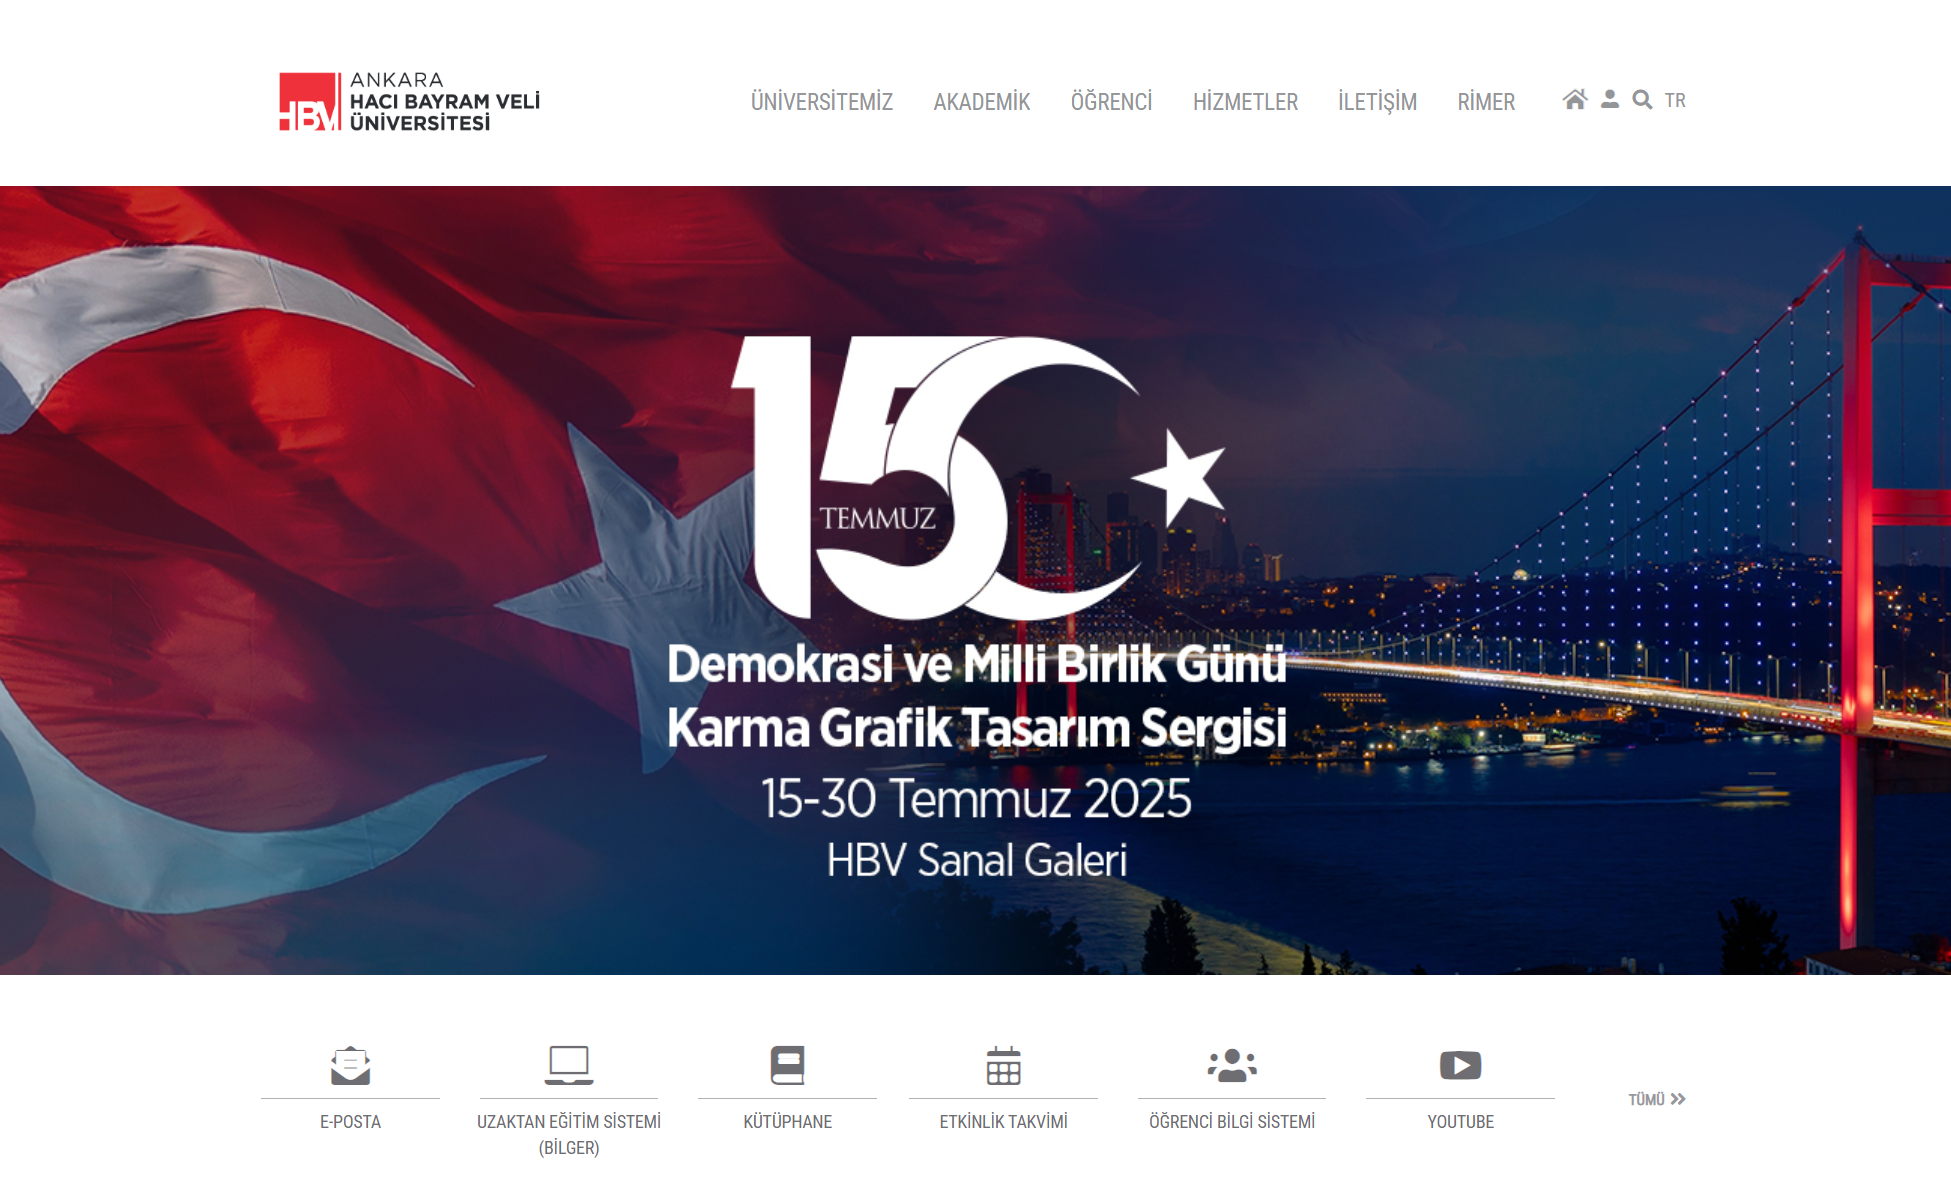 HBV
ANKARA
HACI BAYRAM VELİ
ÜNİVERSİTESİ
ÜNİVERSİTEMİZ
AKADEMİK
ÖĞRENCİ
HİZMETLER
İLETİŞİM
RİMER
TR
15
TEMMUZ
Demokrasi ve Milli Birlik Günü
Karma Grafik Tasarım Sergisi
15-30 Temmuz 2025
HBV Sanal Galeri
E-POSTA
UZAKTAN EĞİTİM SİSTEMİ
(BİLGER)
KÜTÜPHANE
ETKİNLİK TAKVİMİ
ÖĞRENCİ BİLGİ SİSTEMİ
YOUTUBE
TÜMÜ